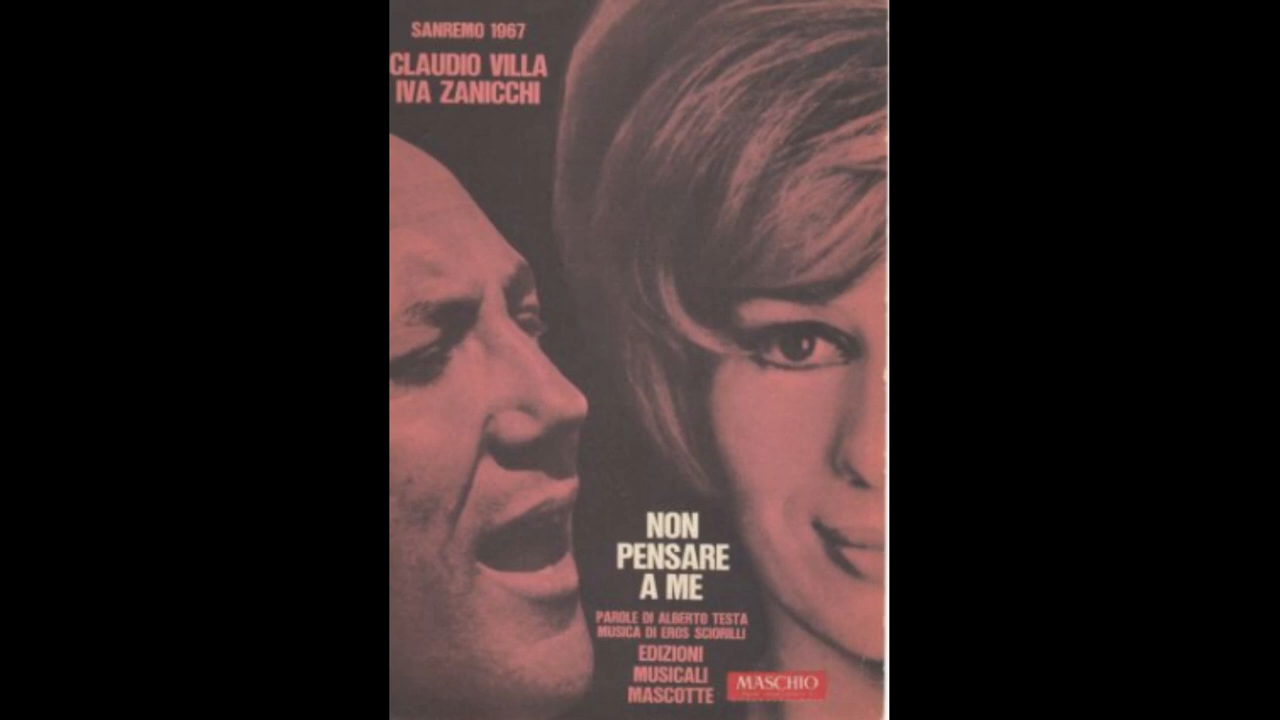 SANREMO 1967
CLAUDIO VILLA
IVA ZANICCHI
NON
PENSARE
A ME
PAROLE DI ALBERTO TESTA
MUSICA DI EROS SCIORILLI
EDIZIONI
MUSICALI
MASCOTTE
MASCHIO